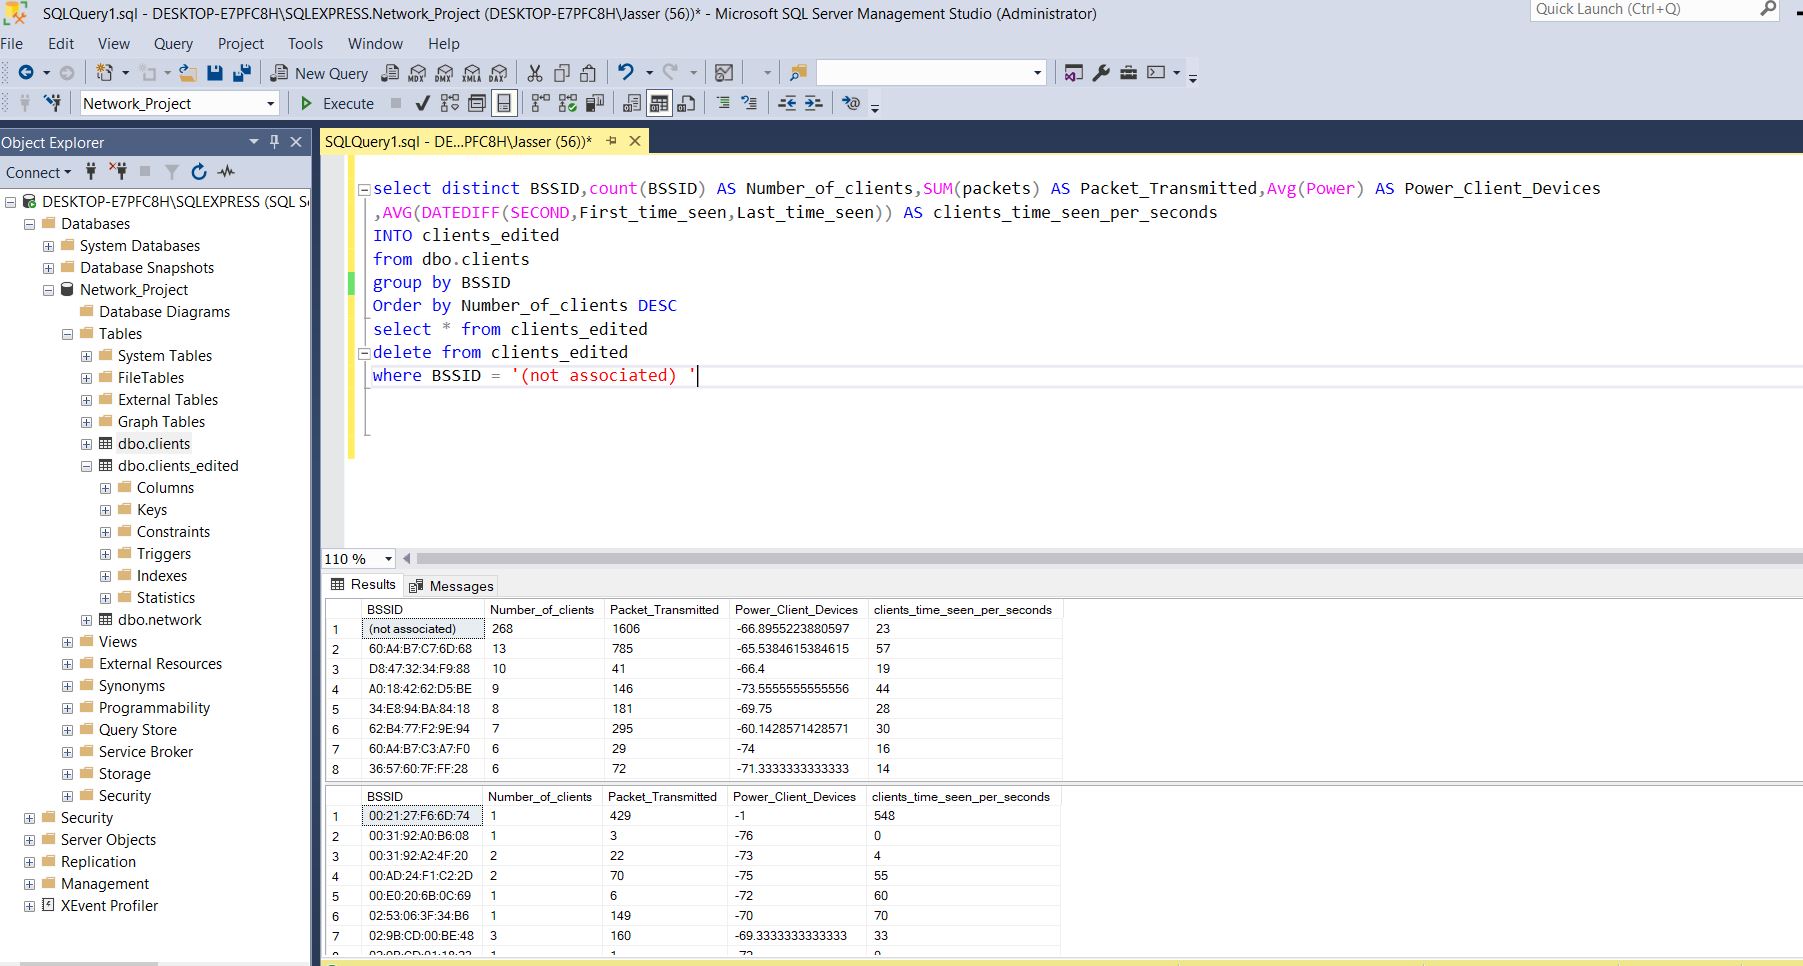 SQLQuery1.sql - DESKTOP-E7PFC8H\SQLEXPRESS.Network_Project (DESKTOP-E7PFC8H\Jasser (56))* - Microsoft SQL Server Management Studio (Administrator)
Quick Launch (Ctrl+Q)
File Edit View Query Project Tools Window Help
New Query MDX DMX XMLA DAX
Network_Project Execute
Object Explorer
Connect
DESKTOP-E7PFC8H\SQLEXPRESS (SQL S
Databases
System Databases
Database Snapshots
Network_Project
Database Diagrams
Tables
System Tables
FileTables
External Tables
Graph Tables
dbo.clients
dbo.clients_edited
Columns
Keys
Constraints
Triggers
Indexes
Statistics
dbo.network
Views
External Resources
Synonyms
Programmability
Query Store
Service Broker
Storage
Security
Security
Server Objects
Replication
Management
XEvent Profiler
SQLQuery1.sql - DE...PFC8H\Jasser (56))*
select distinct BSSID,count(BSSID) AS Number_of_clients,SUM(packets) AS Packet_Transmitted,Avg(Power) AS Power_Client_Devices
,AVG(DATEDIFF(SECOND,First_time_seen,Last_time_seen)) AS clients_time_seen_per_seconds
INTO clients_edited
from dbo.clients
group by BSSID
Order by Number_of_clients DESC
select * from clients_edited
delete from clients_edited
where BSSID = '(not associated) '
110 %
Results Messages
BSSID Number_of_clients Packet_Transmitted Power_Client_Devices clients_time_seen_per_seconds
1 (not associated) 268 1606 -66.8955223880597 23
2 60:A4:B7:C7:6D:68 13 785 -65.5384615384615 57
3 D8:47:32:34:F9:88 10 41 -66.4 19
4 A0:18:42:62:D5:BE 9 146 -73.5555555555556 44
5 34:E8:94:BA:84:18 8 181 -69.75 28
6 62:B4:77:F2:9E:94 7 295 -60.1428571428571 30
7 60:A4:B7:C3:A7:F0 6 29 -74 16
8 36:57:60:7F:FF:28 6 72 -71.3333333333333 14
BSSID Number_of_clients Packet_Transmitted Power_Client_Devices clients_time_seen_per_seconds
1 00:21:27:F6:6D:74 1 429 -1 548
2 00:31:92:A0:B6:08 1 3 -76 0
3 00:31:92:A2:4F:20 2 22 -73 4
4 00:AD:24:F1:C2:2D 2 70 -75 55
5 00:E0:20:6B:0C:69 1 6 -72 60
6 02:53:06:3F:34:B6 1 149 -70 70
7 02:9B:CD:00:BE:48 3 160 -69.3333333333333 33